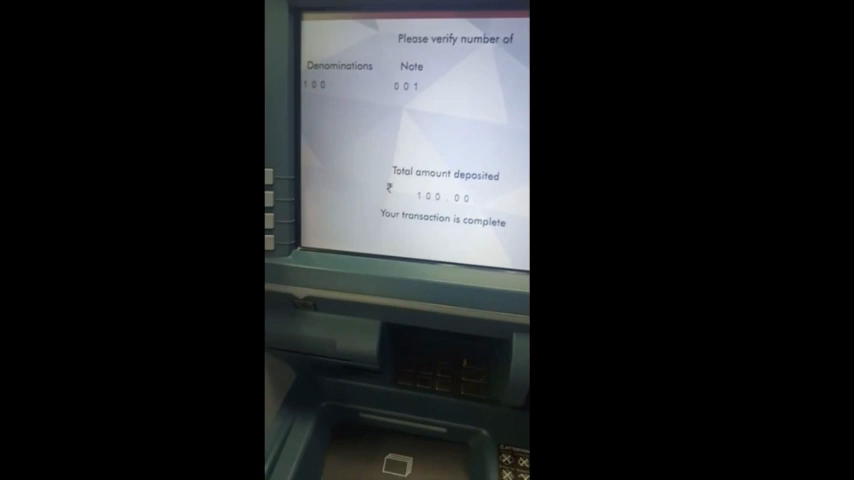 Please verify number of
Denominations Note
100 001
Total amount deposited
₹ 100.00
Your transaction is complete